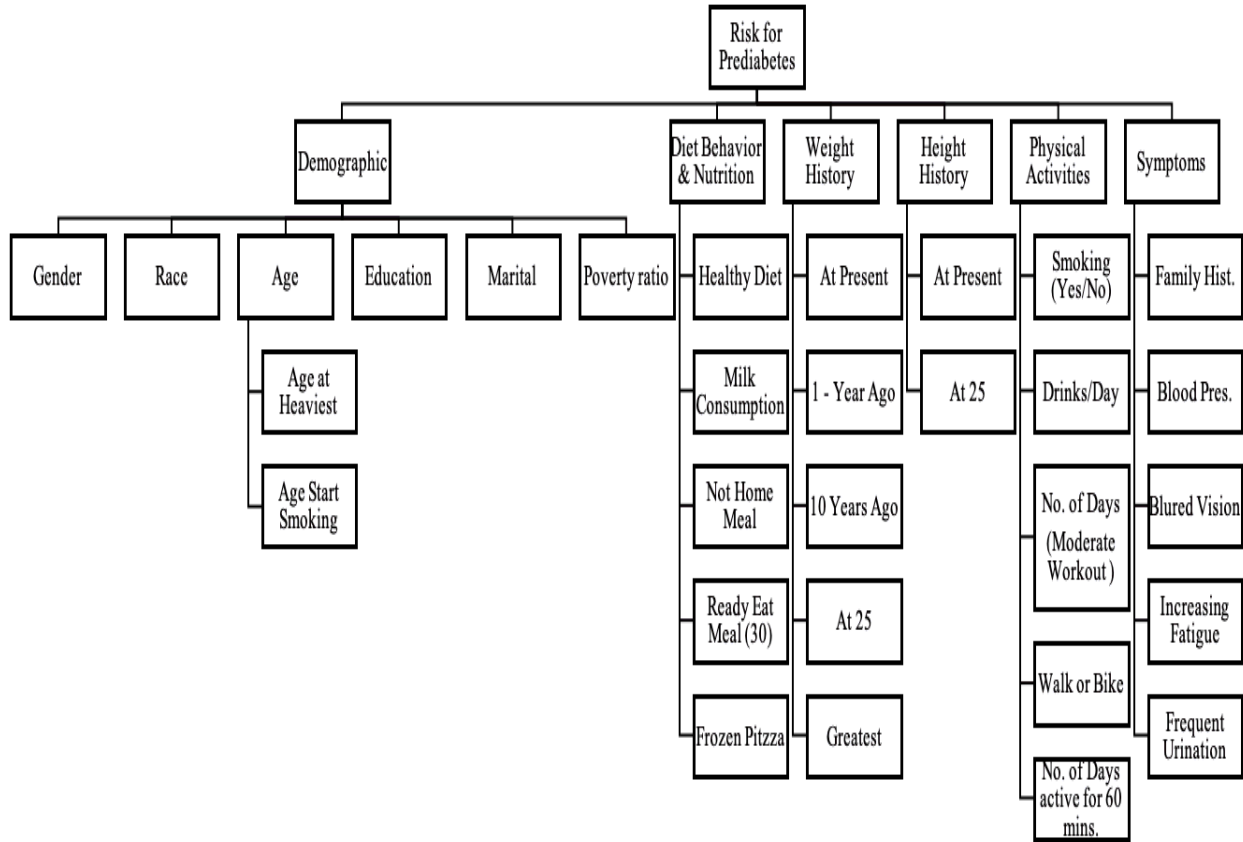 Risk for
Prediabetes
Demographic
Diet Behavior
& Nutrition
Weight
History
Height
History
Physical
Activities
Symptoms
Gender
Race
Age
Education
Marital
Poverty ratio
Healthy Diet
At Present
At Present
Smoking
(Yes/No)
Family Hist.
Age at
Heaviest
Milk
Consumption
1 - Year Ago
At 25
Drinks/Day
Blood Pres.
Age Start
Smoking
Not Home
Meal
10 Years Ago
No. of Days
(Moderate
Workout )
Blured Vision
Ready Eat
Meal (30)
At 25
Walk or Bike
Increasing
Fatigue
Frozen Pitzza
Greatest
No. of Days
active for 60
mins.
Frequent
Urination